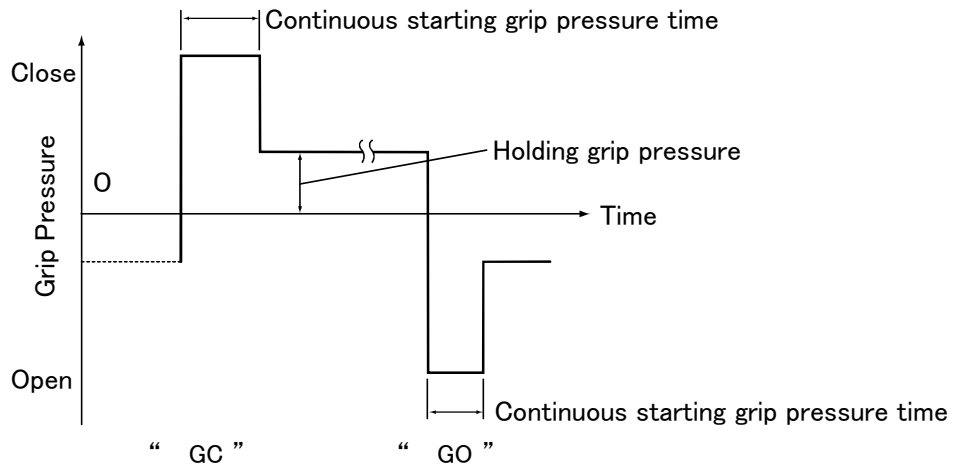 Continuous starting grip pressure time
Close
Grip Pressure
O
Holding grip pressure
Time
Open
Continuous starting grip pressure time
“ GC ” “ GO ”